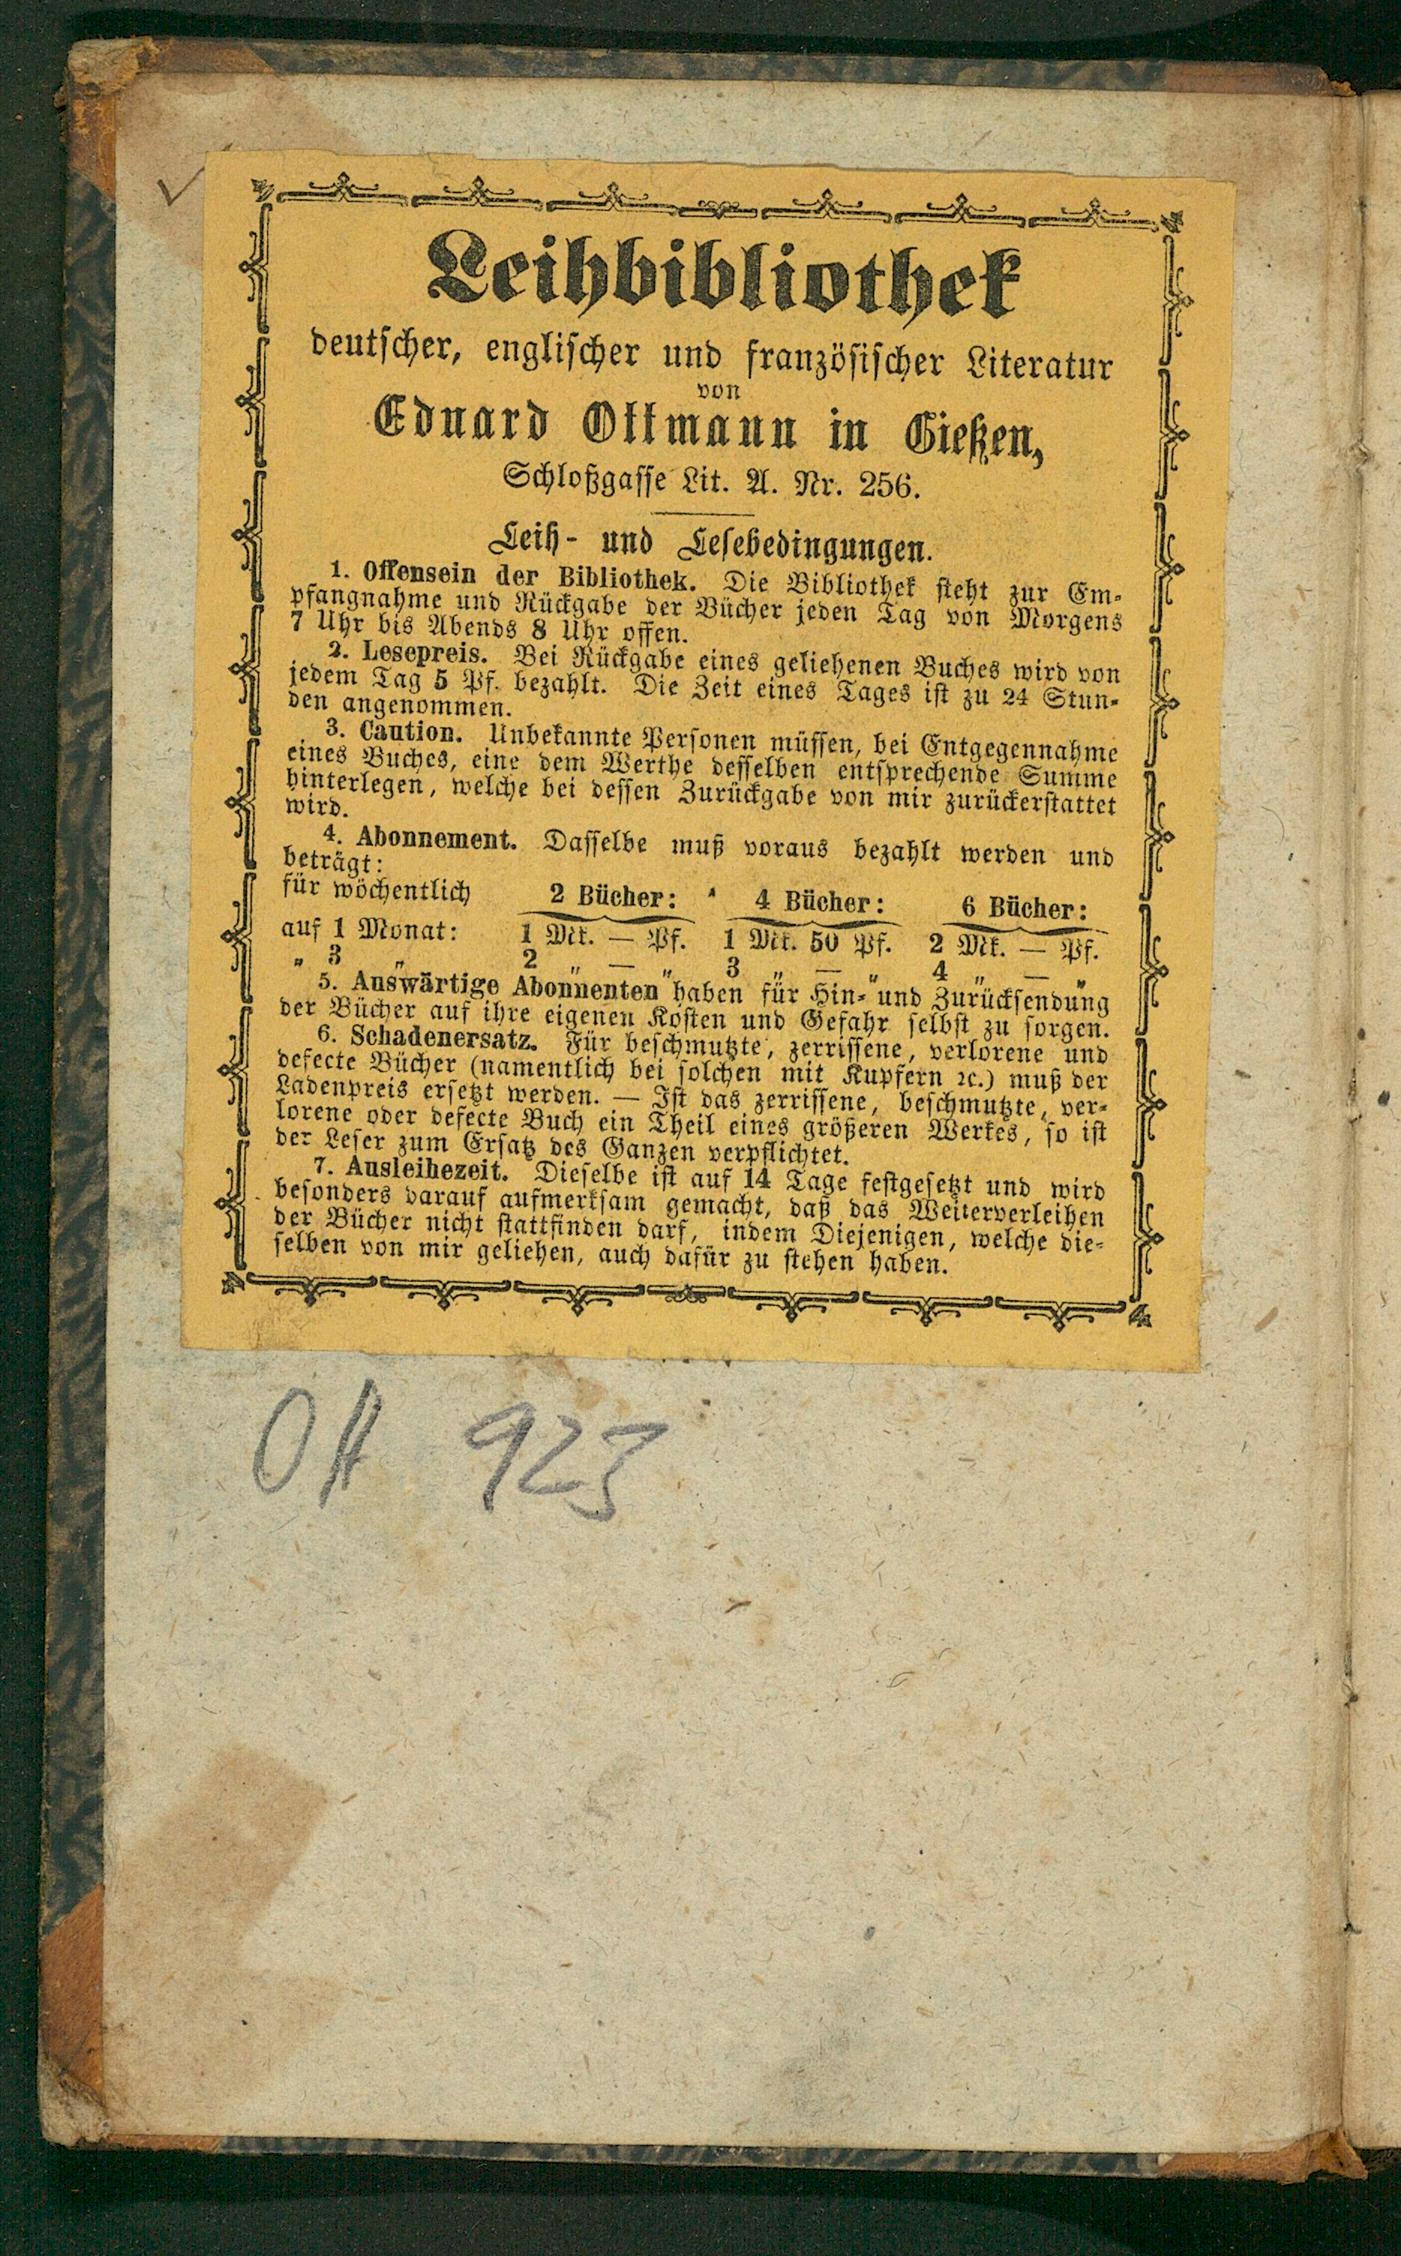 Leihbibliothek
deutscher, englischer und französischer Literatur
von
Eduard Ottmann in Gießen,
Schloßgasse Lit. A. Nr. 256.
Leih- und Lesebedingungen.
1. Offensein der Bibliothek. Die Bibliothek steht zur Em-
pfangnahme und Rückgabe der Bücher jeden Tag von Morgens
7 Uhr bis Abends 8 Uhr offen.
2. Lesepreis. Bei Rückgabe eines geliehenen Buches wird von
jedem Tag 5 Pf. bezahlt. Die Zeit eines Tages ist zu 24 Stun-
den angenommen.
3. Caution. Unbekannte Personen müssen, bei Entgegennahme
eines Buches, eine dem Werthe desselben entsprechende Summe
hinterlegen, welche bei dessen Zurückgabe von mir zurückerstattet
wird.
4. Abonnement. Dasselbe muß voraus bezahlt werden und
beträgt:
für wöchentlich 2 Bücher: 4 Bücher: 6 Bücher:
auf 1 Monat: 1 Mk. — Pf. 1 Mk. 50 Pf. 2 Mk. — Pf.
„ 3 „ 2 „ — „ 3 „ — „ 4 „ — „
5. Auswärtige Abonnenten haben für Hin- und Zurücksendung
der Bücher auf ihre eigenen Kosten und Gefahr selbst zu sorgen.
6. Schadenersatz. Für beschmutzte, zerrissene, verlorene und
defecte Bücher (namentlich bei solchen mit Kupfern ꝛc.) muß der
Ladenpreis ersetzt werden. — Ist das zerrissene, beschmutzte, ver-
lorene oder defecte Buch ein Theil eines größeren Werkes, so ist
der Leser zum Ersatz des Ganzen verpflichtet.
7. Ausleihezeit. Dieselbe ist auf 14 Tage festgesetzt und wird
besonders darauf aufmerksam gemacht, daß das Weiterverleihen
der Bücher nicht stattfinden darf, indem Diejenigen, welche die-
selben von mir geliehen, auch dafür zu stehen haben.
923